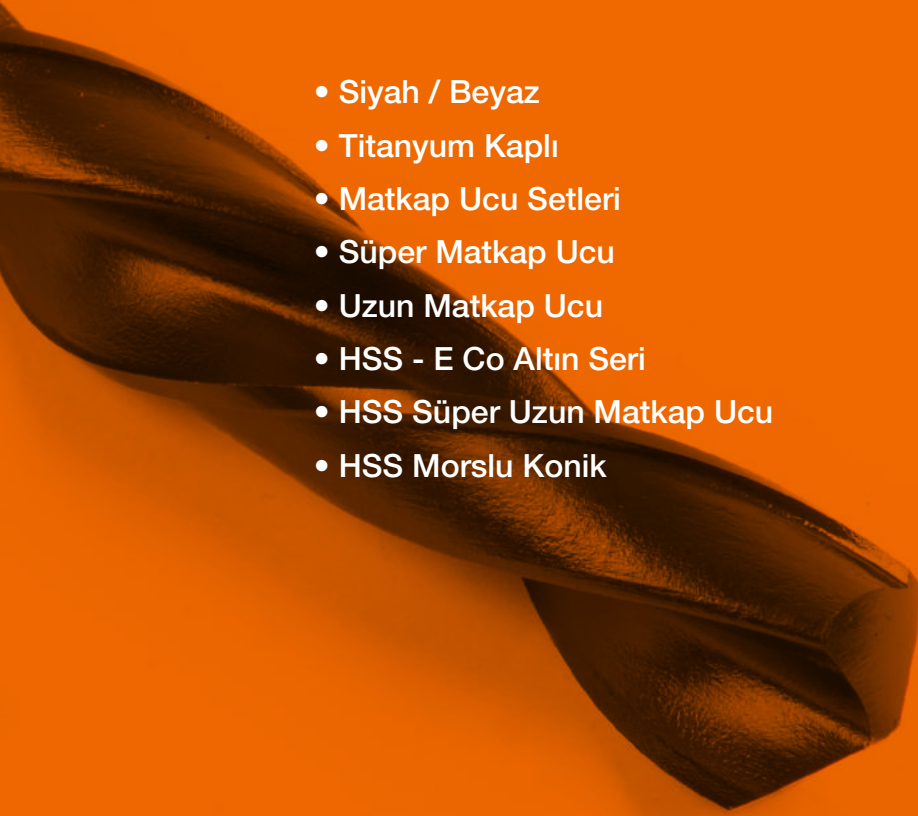 • Siyah / Beyaz
• Titanyum Kaplı
• Matkap Ucu Setleri
• Süper Matkap Ucu
• Uzun Matkap Ucu
• HSS - E Co Altın Seri
• HSS Süper Uzun Matkap Ucu
• HSS Morslu Konik